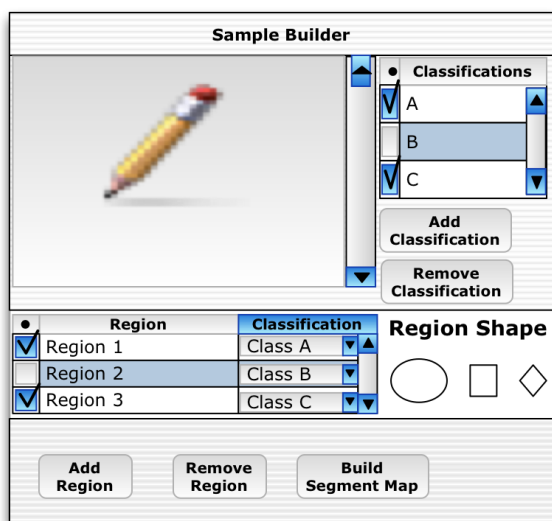 Sample Builder
Classifications
A
B
C
Add
Classification
Remove
Classification
Region Classification
Region 1 Class A
Region 2 Class B
Region 3 Class C
Region Shape
Add
Region
Remove
Region
Build
Segment Map